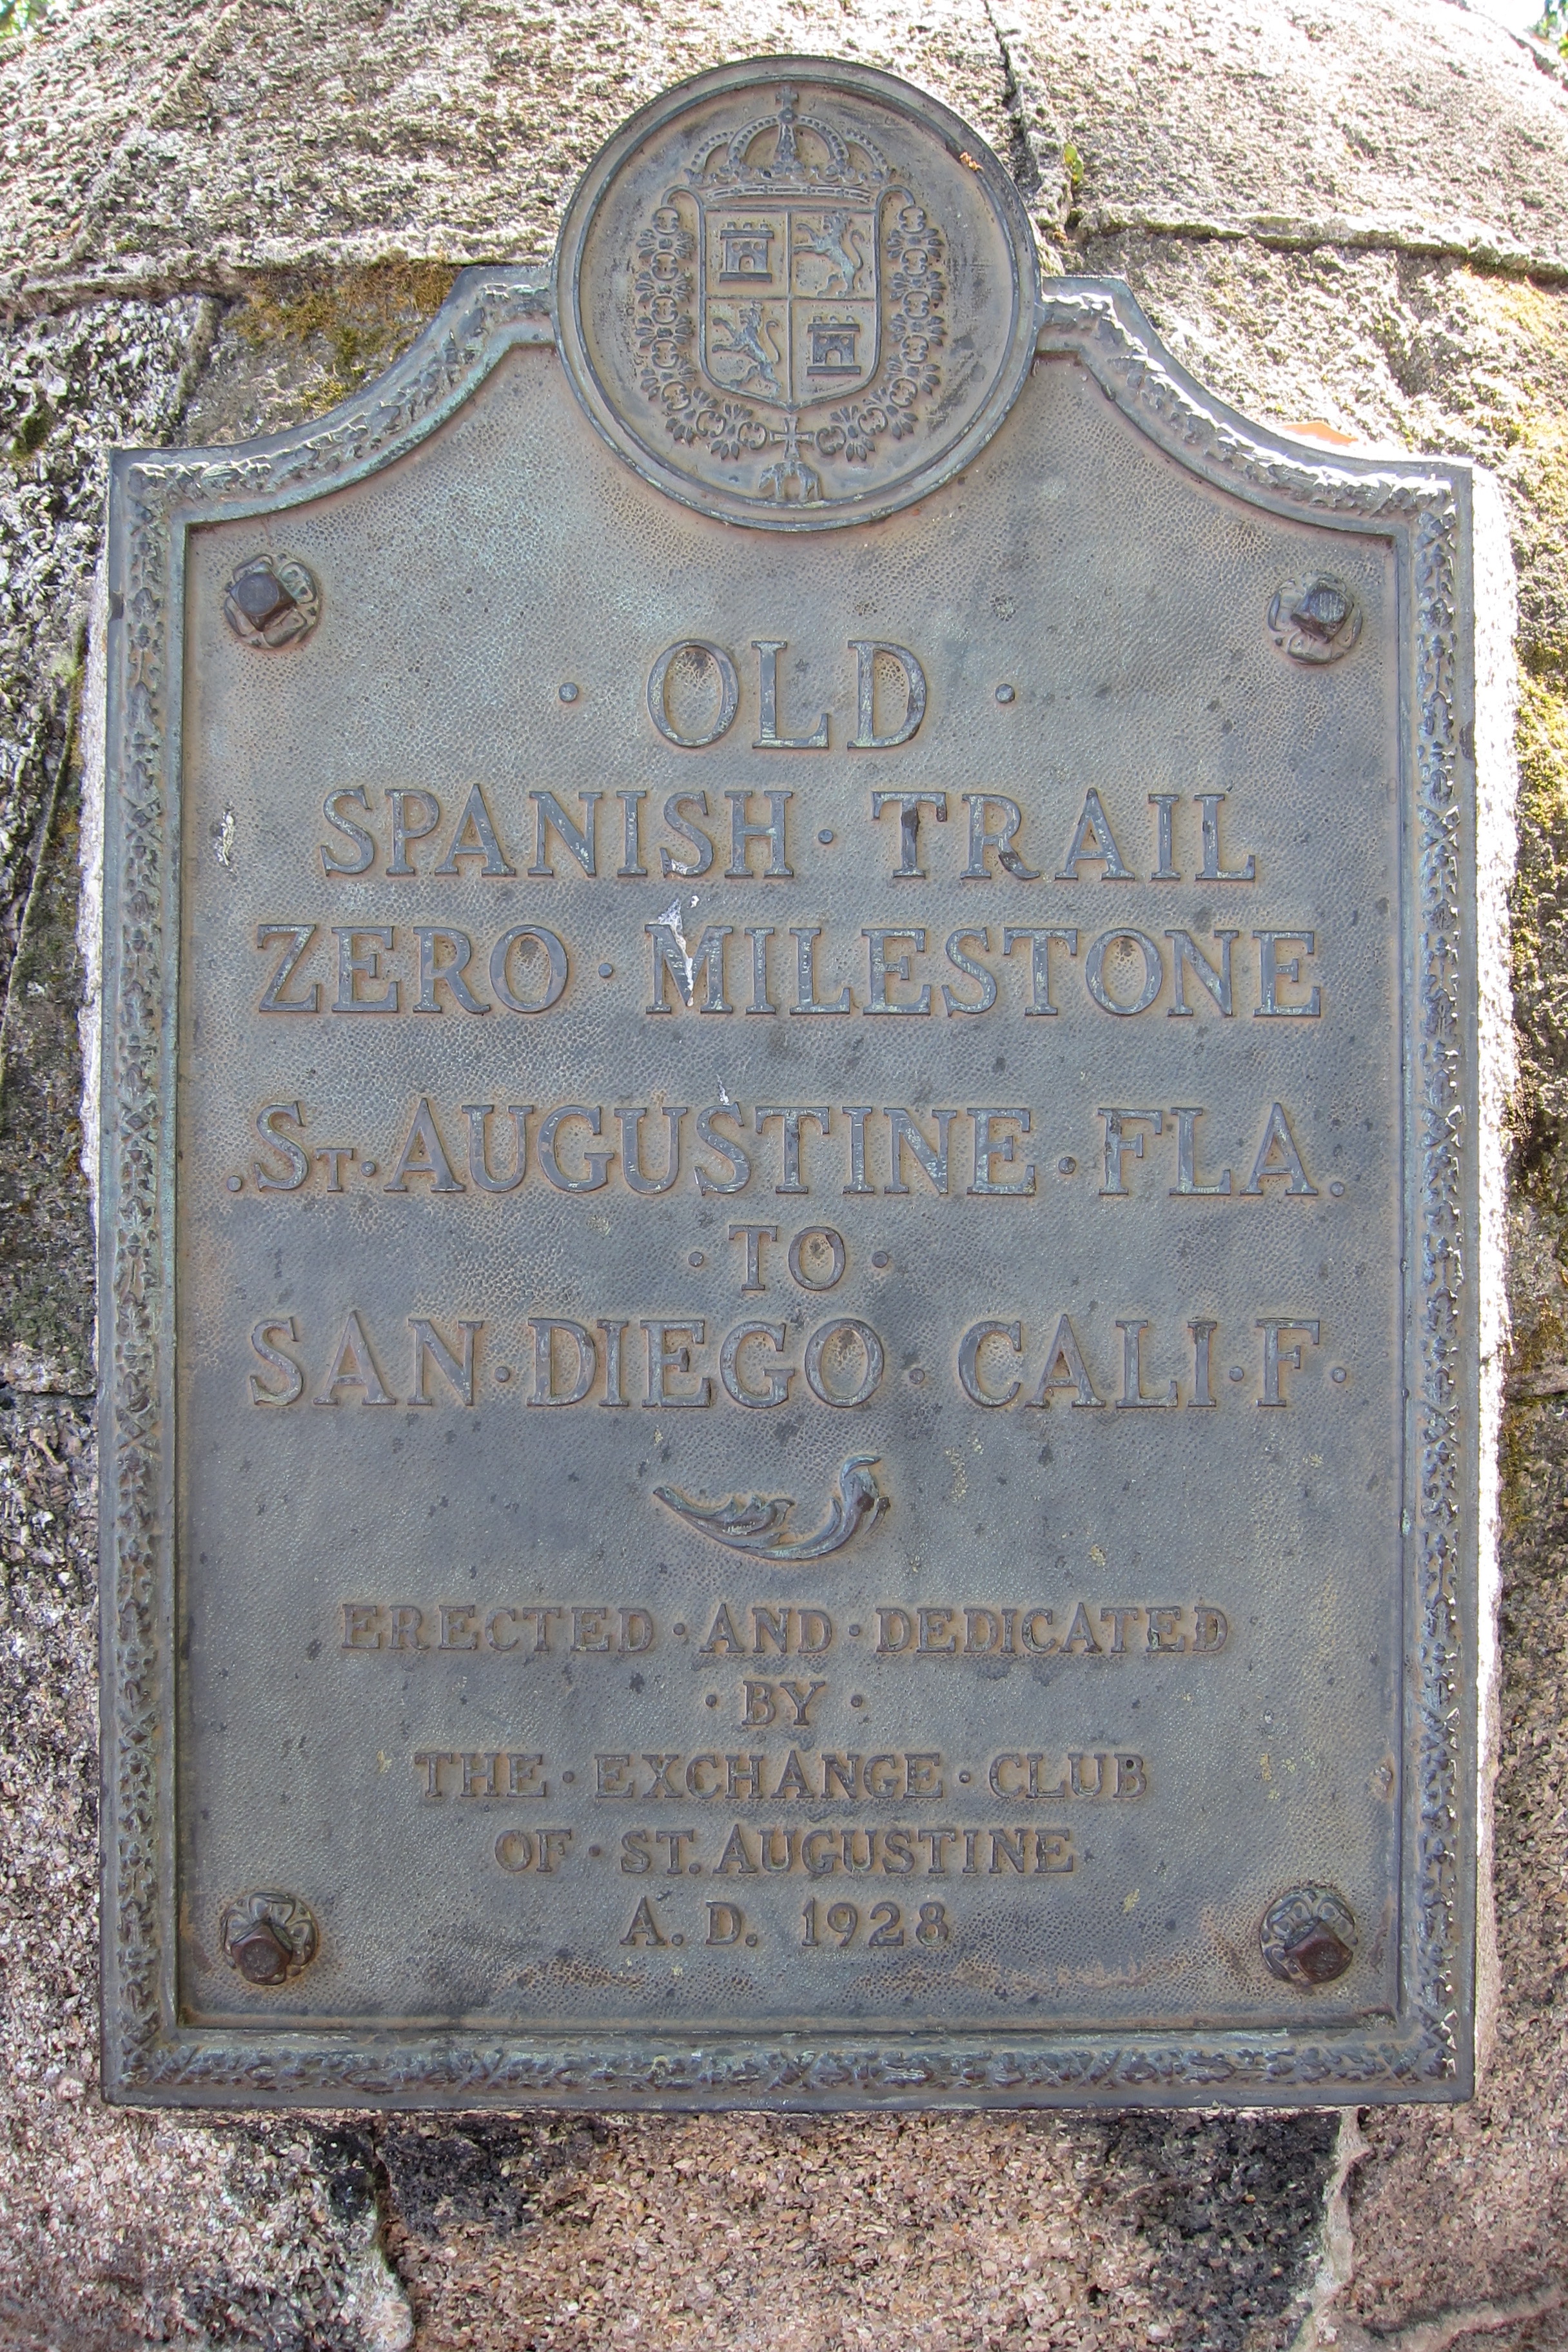 · OLD ·
SPANISH · TRAIL
ZERO · MILESTONE
. ST · AUGUSTINE · FLA.
· TO ·
SAN · DIEGO · CALI · F ·
ERECTED · AND · DEDICATED
· BY ·
THE · EXCHANGE · CLUB
OF · ST. AUGUSTINE
A. D. 1928